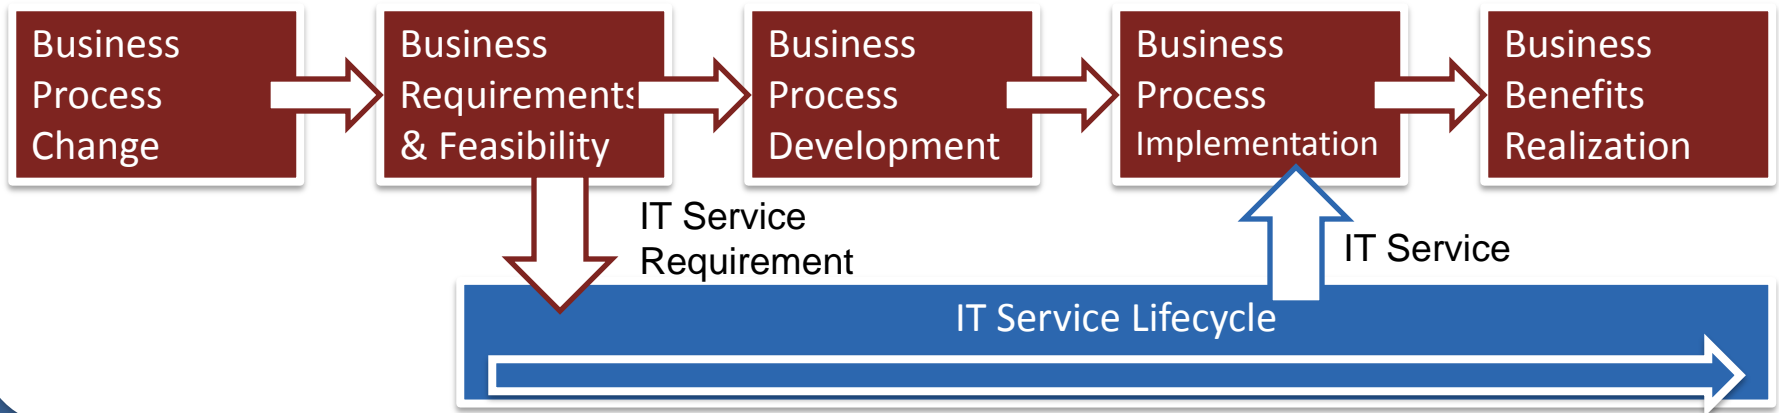 Business
Process
Change
Business
Requirements
& Feasibility
Business
Process
Development
Business
Process
Implementation
Business
Benefits
Realization
IT Service
Requirement
IT Service
IT Service Lifecycle